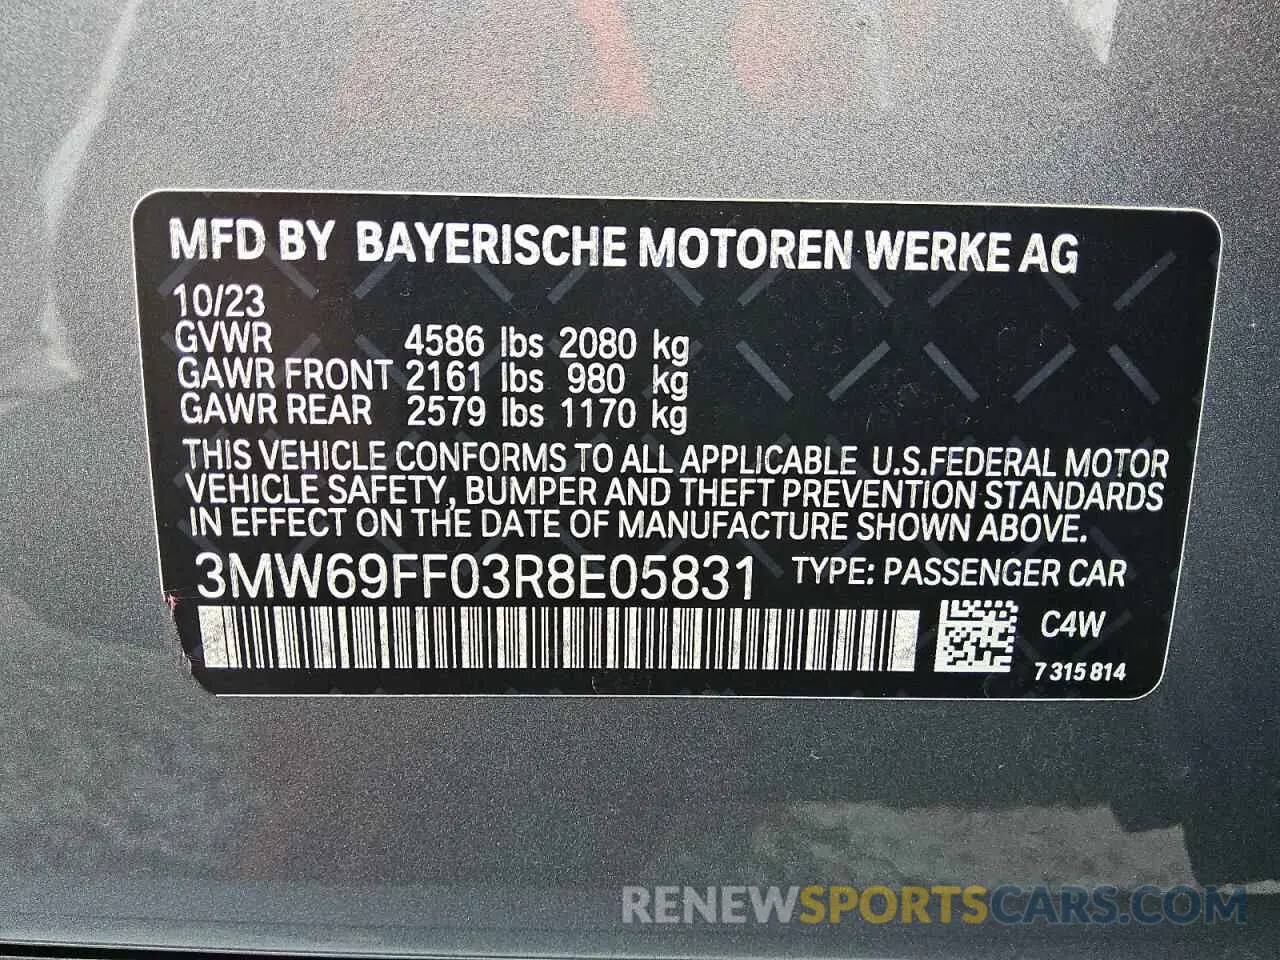 MFD BY BAYERISCHE MOTOREN WERKE AG
10/23
GVWR 4586 lbs 2080 kg
GAWR FRONT 2161 lbs 980 kg
GAWR REAR 2579 lbs 1170 kg
THIS VEHICLE CONFORMS TO ALL APPLICABLE U.S.FEDERAL MOTOR
VEHICLE SAFETY, BUMPER AND THEFT PREVENTION STANDARDS
IN EFFECT ON THE DATE OF MANUFACTURE SHOWN ABOVE.
3MW69FF03R8E05831 TYPE: PASSENGER CAR
C4W
7 315 814
RENEWSPORTSCARS.COM